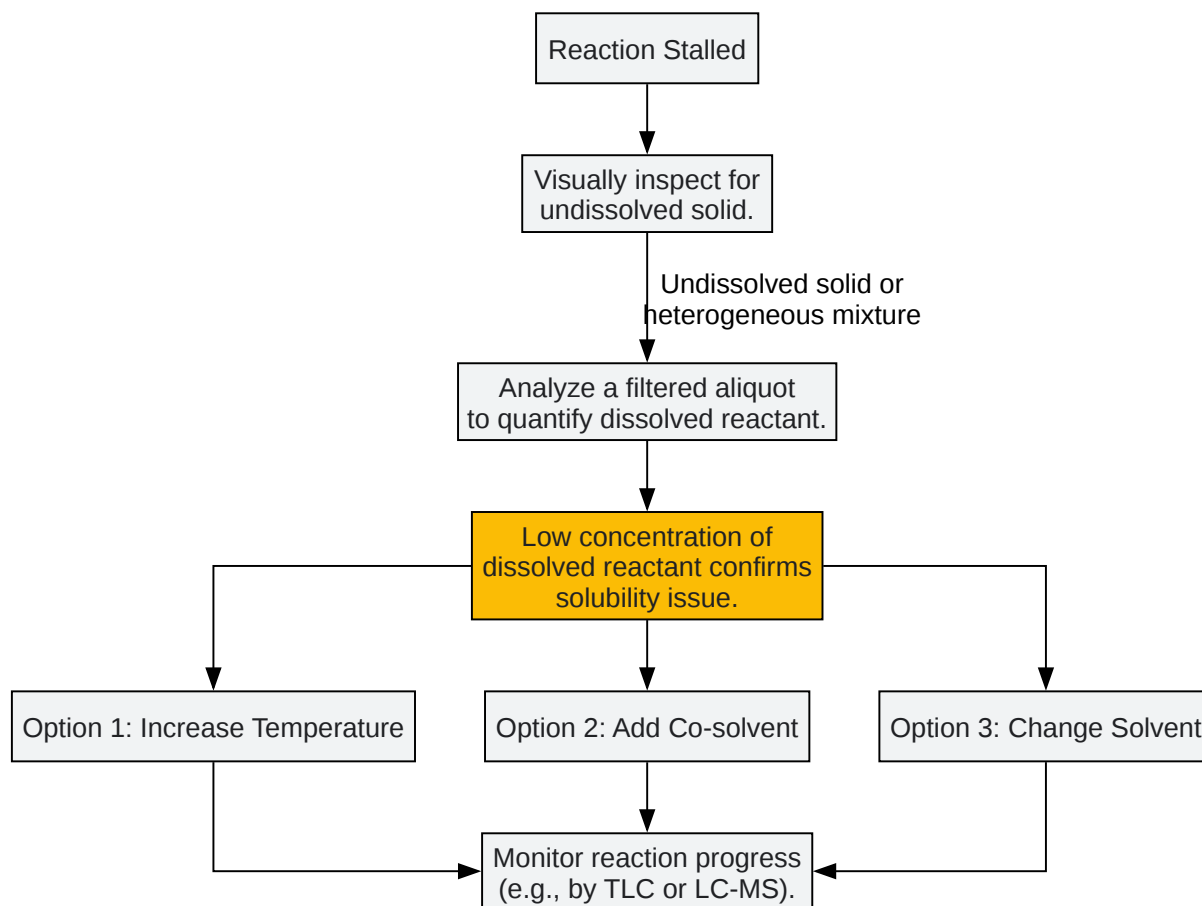 Reaction Stalled
Visually inspect for
undissolved solid.
Undissolved solid or
heterogeneous mixture
Analyze a filtered aliquot
to quantify dissolved reactant.
Low concentration of
dissolved reactant confirms
solubility issue.
Option 1: Increase Temperature
Option 2: Add Co-solvent
Option 3: Change Solvent
Monitor reaction progress
(e.g., by TLC or LC-MS).